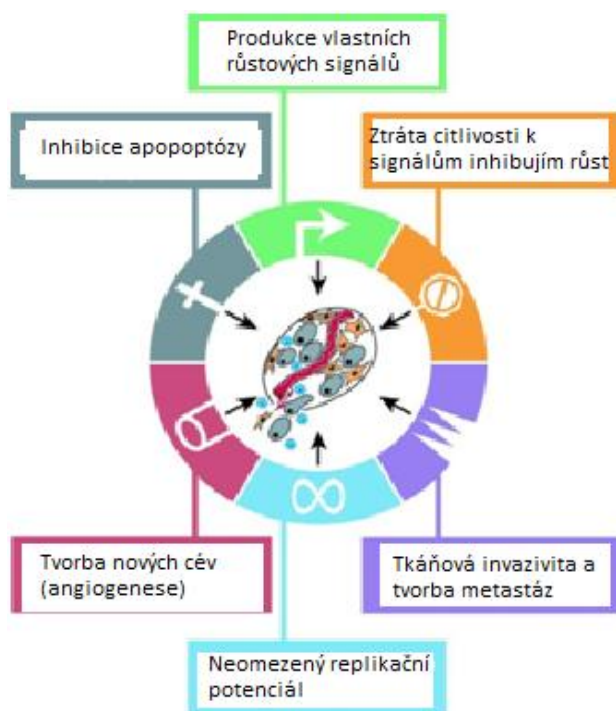 Produkce vlastních
růstových signálů
Inhibice apopoptózy
Ztráta citlivosti k
signálům inhibujím růst
Tvorba nových cév
(angiogenese)
Tkáňová invazivita a
tvorba metastáz
Neomezený replikační
potenciál